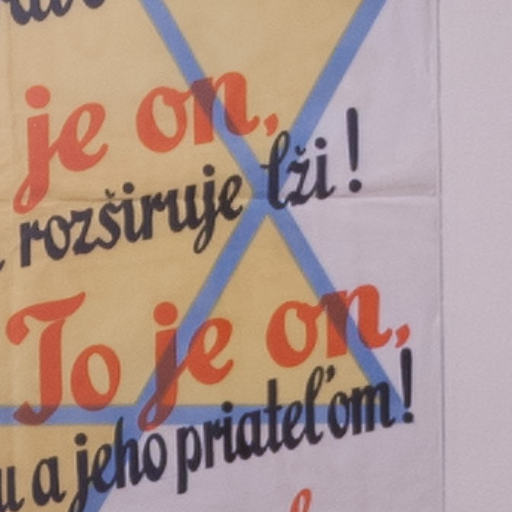 je on,
rozširuje lži!
To je on,
a jeho priateľom!